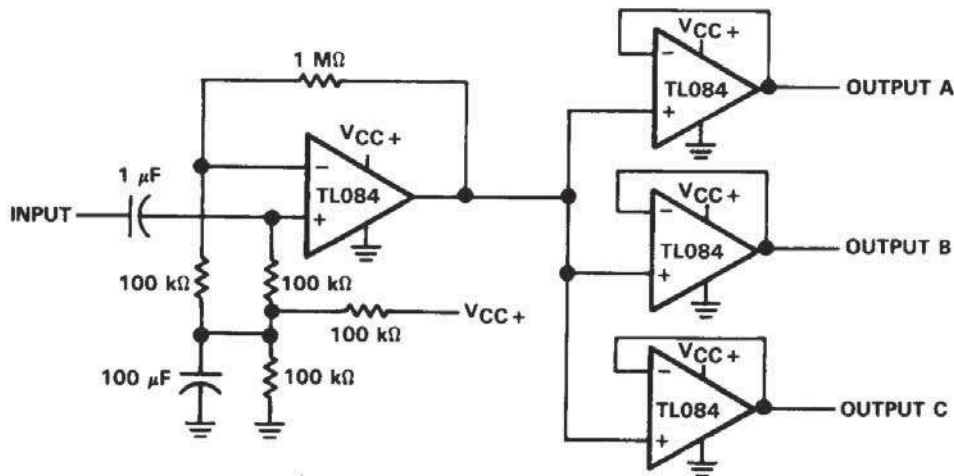 1 MΩ
VCC+
−
TL084
+
1 µF
INPUT
100 kΩ
100 kΩ
100 kΩ
VCC+
100 µF
100 kΩ
VCC+
−
TL084
+
OUTPUT A
VCC+
−
TL084
+
OUTPUT B
VCC+
−
TL084
+
OUTPUT C